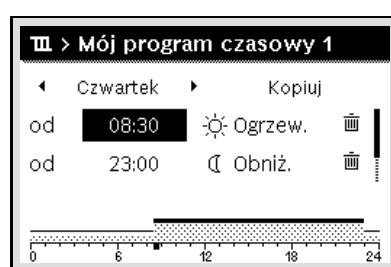 > Mój program czasowy 1
Czwartek Kopiuj
od 08:30 Ogrzew.
od 23:00 Obniż.
0 6 12 18 24